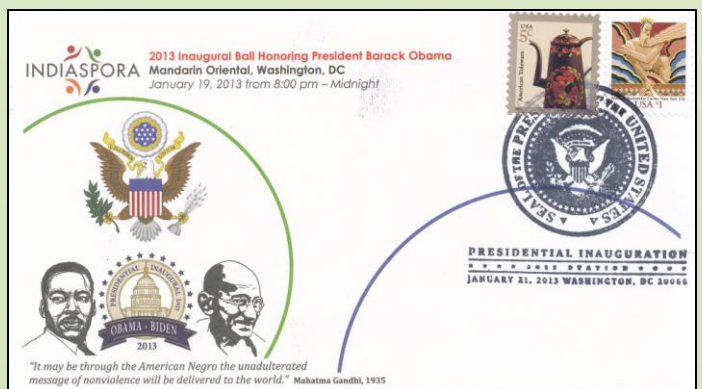 INDIASPORA
2013 Inaugural Ball Honoring President Barack Obama
Mandarin Oriental, Washington, DC
January 19, 2013 from 8:00 pm – Midnight
USA
5¢
American Toleware
USA $1
SEAL OF THE PRESIDENT OF THE UNITED STATES
PRESIDENTIAL INAUGURATION
2013 STATION
JANUARY 21, 2013 WASHINGTON, DC 20066
PRESIDENTIAL INAUGURAL
OBAMA - BIDEN
2013
"It may be through the American Negro the unadulterated
message of nonviolence will be delivered to the world." Mahatma Gandhi, 1935